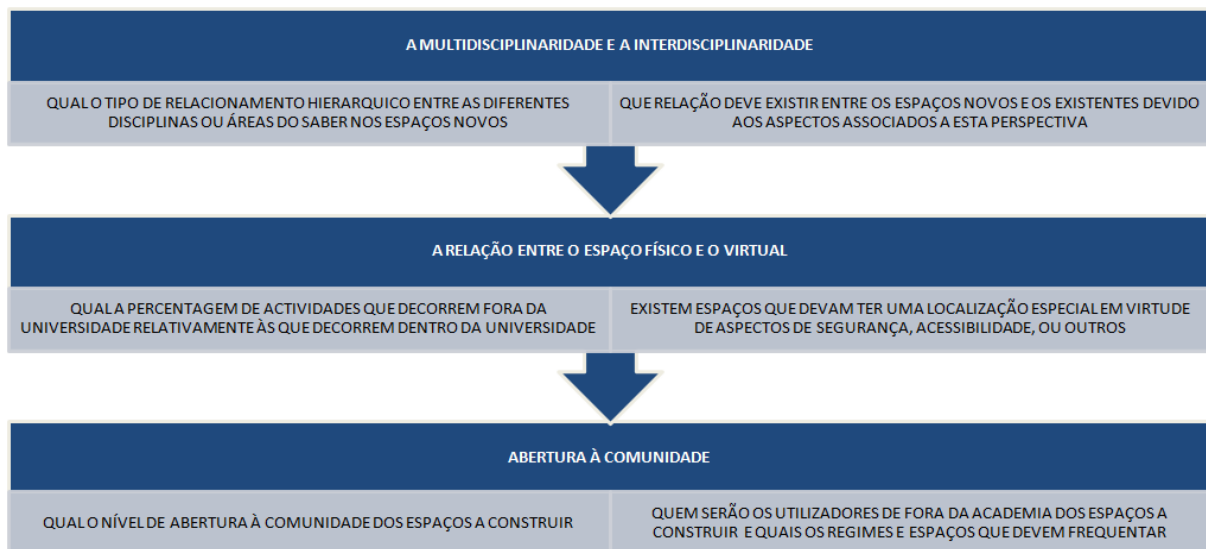 A MULTIDISCIPLINARIDADE E A INTERDISCIPLINARIDADE
QUAL O TIPO DE RELACIONAMENTO HIERARQUICO ENTRE AS DIFERENTES
DISCIPLINAS OU ÁREAS DO SABER NOS ESPAÇOS NOVOS
QUE RELAÇÃO DEVE EXISTIR ENTRE OS ESPAÇOS NOVOS E OS EXISTENTES DEVIDO
AOS ASPECTOS ASSOCIADOS A ESTA PERSPECTIVA
A RELAÇÃO ENTRE O ESPAÇO FÍSICO E O VIRTUAL
QUAL A PERCENTAGEM DE ACTIVIDADES QUE DECORREM FORA DA
UNIVERSIDADE RELATIVAMENTE ÀS QUE DECORREM DENTRO DA UNIVERSIDADE
EXISTEM ESPAÇOS QUE DEVAM TER UMA LOCALIZAÇÃO ESPECIAL EM VIRTUDE
DE ASPECTOS DE SEGURANÇA, ACESSIBILIDADE, OU OUTROS
ABERTURA À COMUNIDADE
QUAL O NÍVEL DE ABERTURA À COMUNIDADE DOS ESPAÇOS A CONSTRUIR
QUEM SERÃO OS UTILIZADORES DE FORA DA ACADEMIA DOS ESPAÇOS A
CONSTRUIR E QUAIS OS REGIMES E ESPAÇOS QUE DEVEM FREQUENTAR